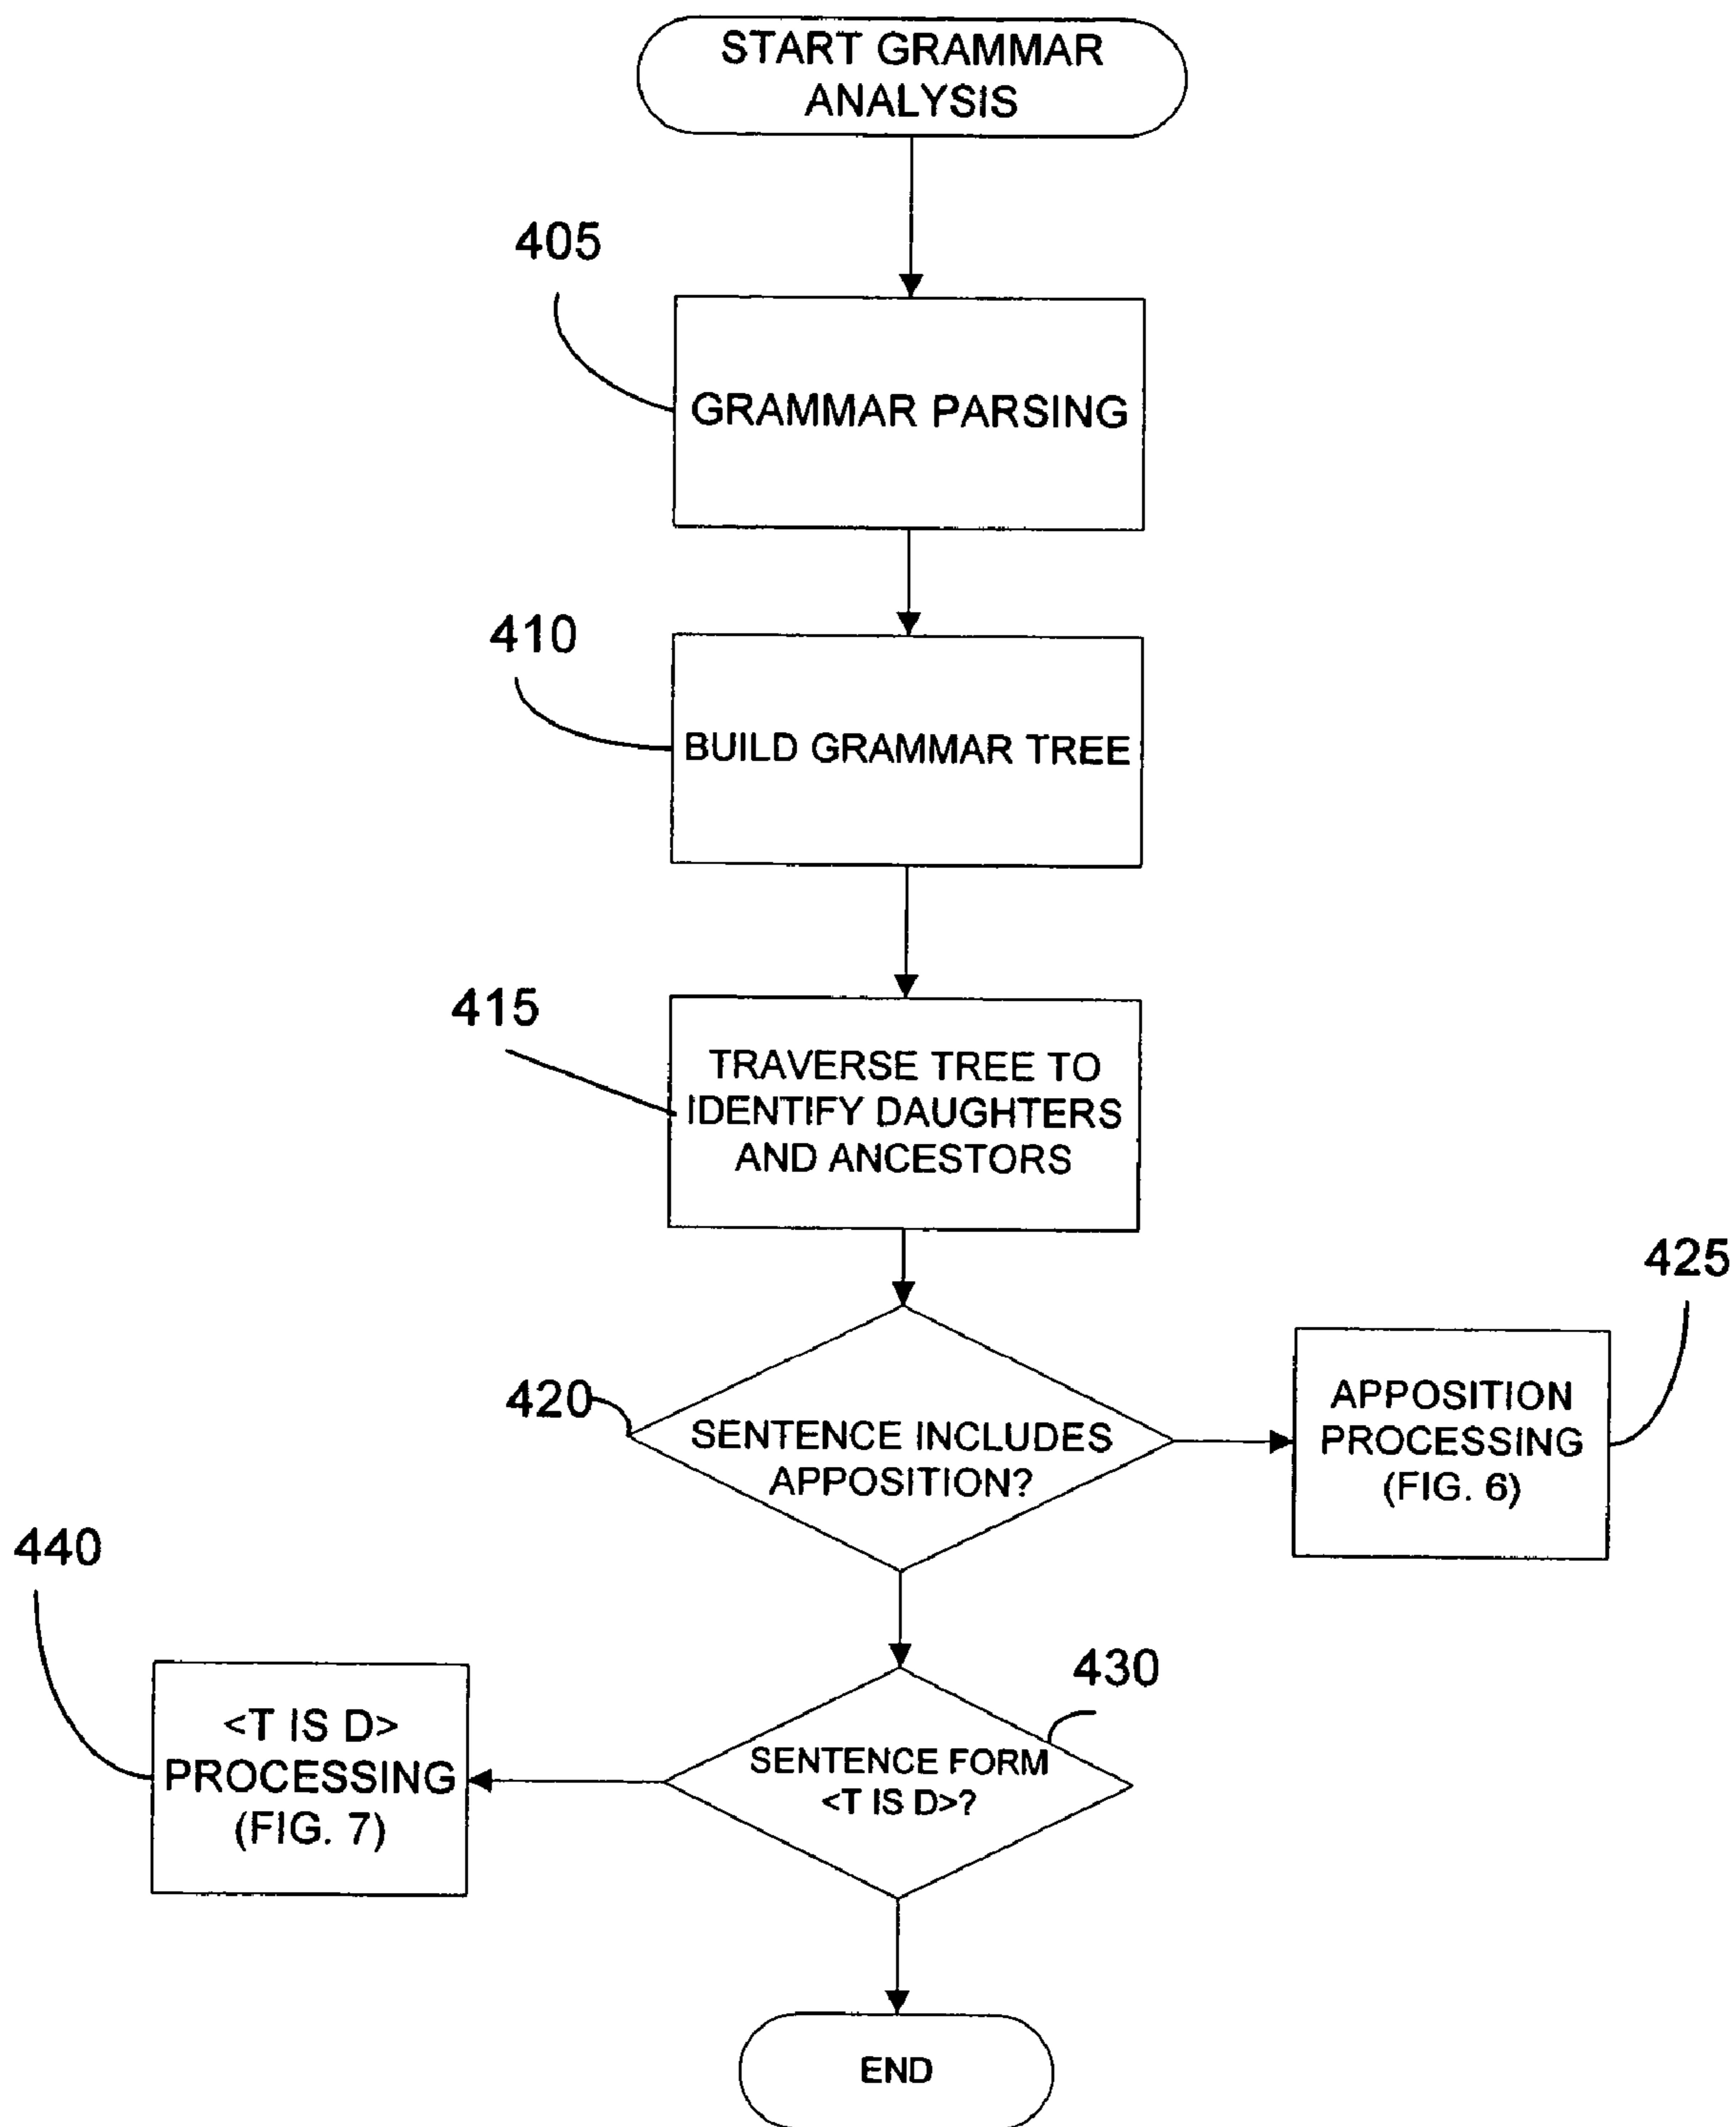 START GRAMMAR
ANALYSIS
405
GRAMMAR PARSING
410
BUILD GRAMMAR TREE
415
TRAVERSE TREE TO
IDENTIFY DAUGHTERS
AND ANCESTORS
425
420
SENTENCE INCLUDES
APPOSITION?
APPOSITION
PROCESSING
(FIG. 6)
440
430
<T IS D>
PROCESSING
(FIG. 7)
SENTENCE FORM
<T IS D>?
END